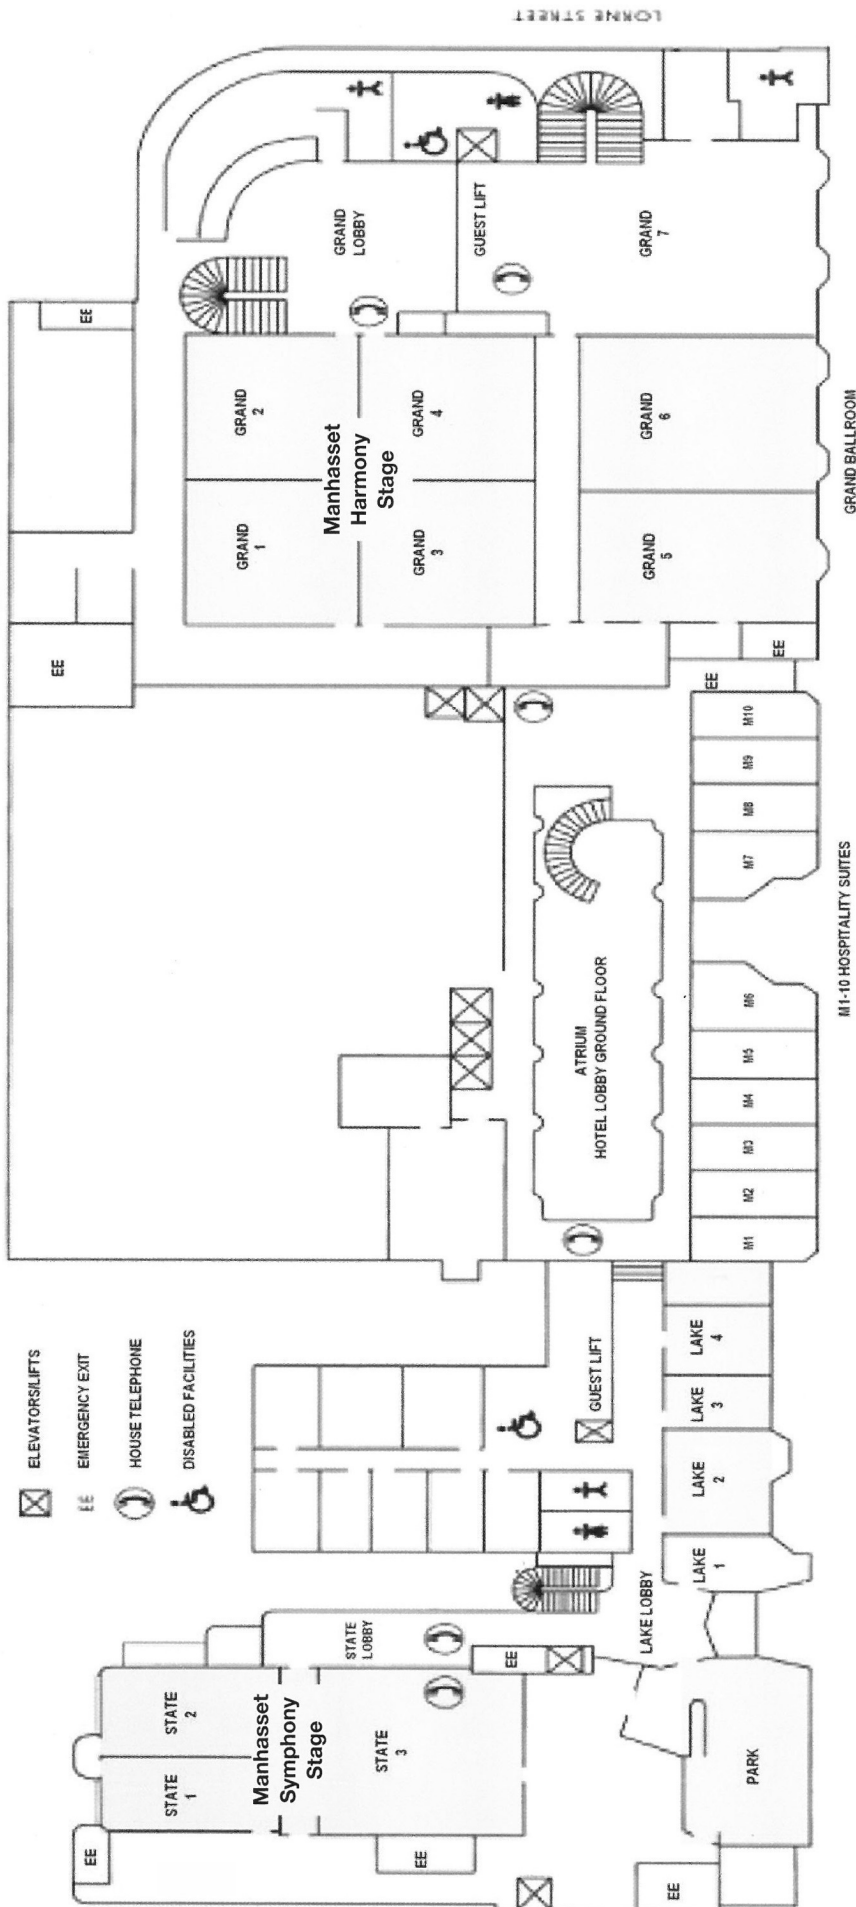 LORNE STREET
EE
GRAND
LOBBY
GUEST LIFT
GRAND
7
GRAND
2
GRAND
4
GRAND
6
Manhasset
Harmony
Stage
GRAND
1
GRAND
3
GRAND
5
GRAND BALLROOM
EE
EE
EE
M10
M9
M8
M7
M6
M5
M4
M3
M2
M1
M1-10 HOSPITALITY SUITES
ATRIUM
HOTEL LOBBY GROUND FLOOR
ELEVATORS/LIFTS
EE
EMERGENCY EXIT
HOUSE TELEPHONE
DISABLED FACILITIES
GUEST LIFT
LAKE
4
LAKE
3
LAKE
2
LAKE
1
LAKE LOBBY
STATE
LOBBY
EE
STATE
2
STATE
1
Manhasset
Symphony
Stage
STATE
3
PARK
EE
EE
EE